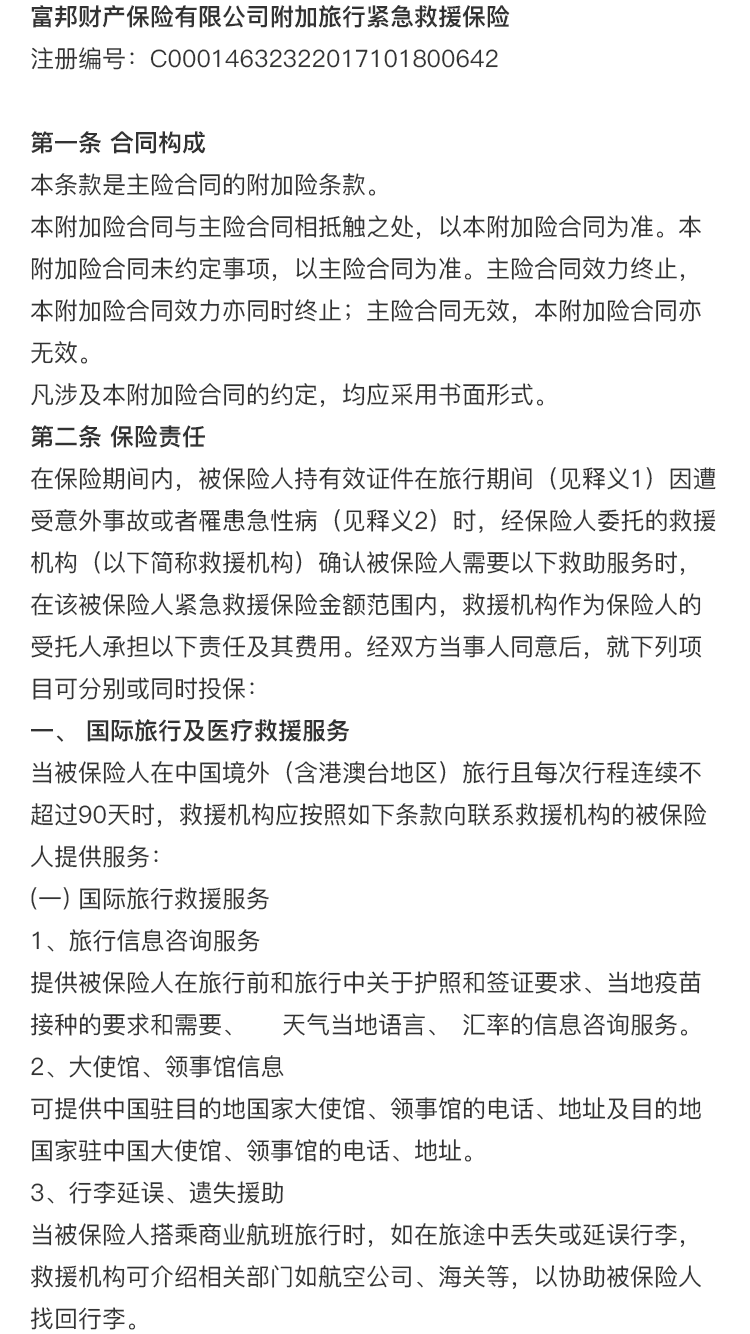 富邦财产保险有限公司附加旅行紧急救援保险
注册编号：C00014632322017101800642
第一条 合同构成
本条款是主险合同的附加险条款。
本附加险合同与主险合同相抵触之处，以本附加险合同为准。本
附加险合同未约定事项，以主险合同为准。主险合同效力终止，
本附加险合同效力亦同时终止；主险合同无效，本附加险合同亦
无效。
凡涉及本附加险合同的约定，均应采用书面形式。
第二条 保险责任
在保险期间内，被保险人持有效证件在旅行期间（见释义1）因遭
受意外事故或者罹患急性病（见释义2）时，经保险人委托的救援
机构（以下简称救援机构）确认被保险人需要以下救助服务时，
在该被保险人紧急救援保险金额范围内，救援机构作为保险人的
受托人承担以下责任及其费用。经双方当事人同意后，就下列项
目可分别或同时投保：
一、 国际旅行及医疗救援服务
当被保险人在中国境外（含港澳台地区）旅行且每次行程连续不
超过90天时，救援机构应按照如下条款向联系救援机构的被保险
人提供服务：
(一) 国际旅行救援服务
1、旅行信息咨询服务
提供被保险人在旅行前和旅行中关于护照和签证要求、当地疫苗
接种的要求和需要、 天气当地语言、 汇率的信息咨询服务。
2、大使馆、领事馆信息
可提供中国驻目的地国家大使馆、领事馆的电话、地址及目的地
国家驻中国大使馆、领事馆的电话、地址。
3、行李延误、遗失援助
当被保险人搭乘商业航班旅行时，如在旅途中丢失或延误行李，
救援机构可介绍相关部门如航空公司、海关等，以协助被保险人
找回行李。